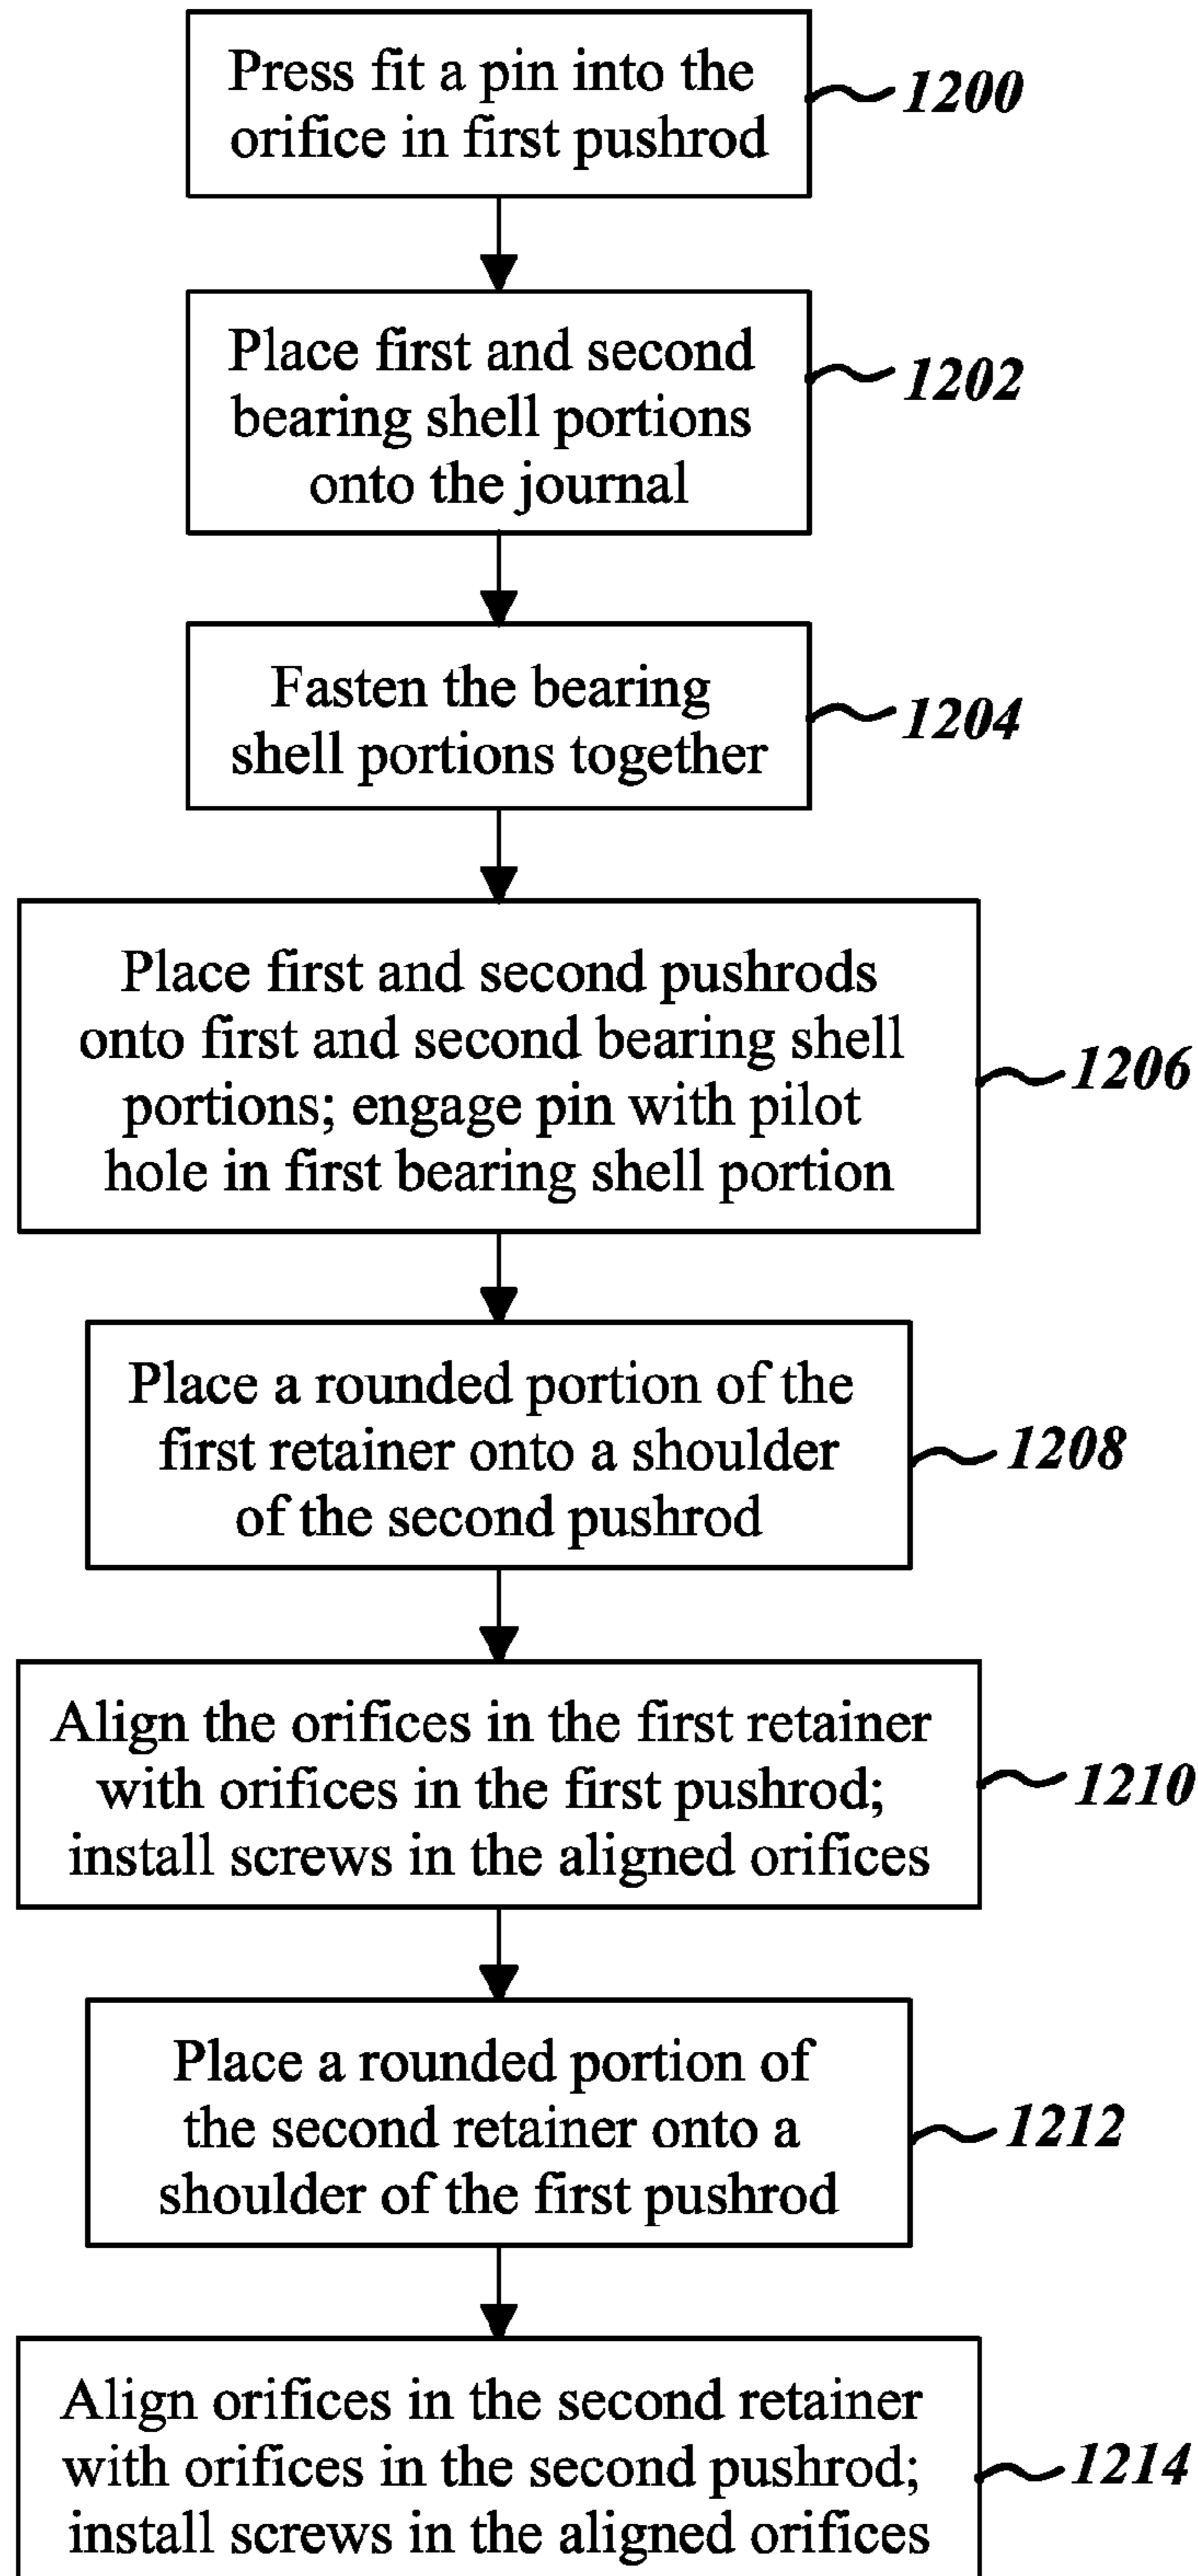 Press fit a pin into the
orifice in first pushrod
1200
Place first and second
bearing shell portions
onto the journal
1202
Fasten the bearing
shell portions together
1204
Place first and second pushrods
onto first and second bearing shell
portions; engage pin with pilot
hole in first bearing shell portion
1206
Place a rounded portion of the
first retainer onto a shoulder
of the second pushrod
1208
Align the orifices in the first retainer
with orifices in the first pushrod;
install screws in the aligned orifices
1210
Place a rounded portion of
the second retainer onto a
shoulder of the first pushrod
1212
Align orifices in the second retainer
with orifices in the second pushrod;
install screws in the aligned orifices
1214